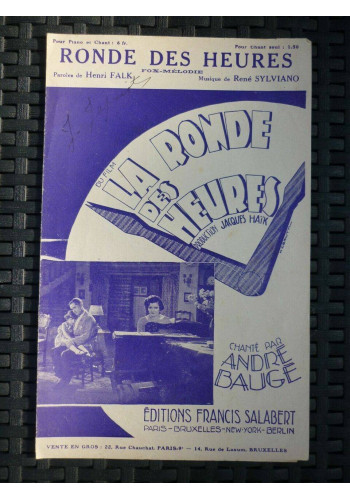 Pour Piano et Chant : 6 fr.
Pour Chant seul : 1.50
RONDE DES HEURES
FOX-MÉLODIE
Paroles de Henri FALK
Musique de René SYLVIANO
DU FILM
LA RONDE
DES
HEURES
PRODUCTION JACQUES HAÏK
CHANTÉ PAR
ANDRÉ
BAUGÉ
ÉDITIONS FRANCIS SALABERT
PARIS-BRUXELLES-NEW-YORK-BERLIN
VENTE EN GROS : 22, Rue Chauchat, PARIS-9e — 14, Rue de Loxum, BRUXELLES